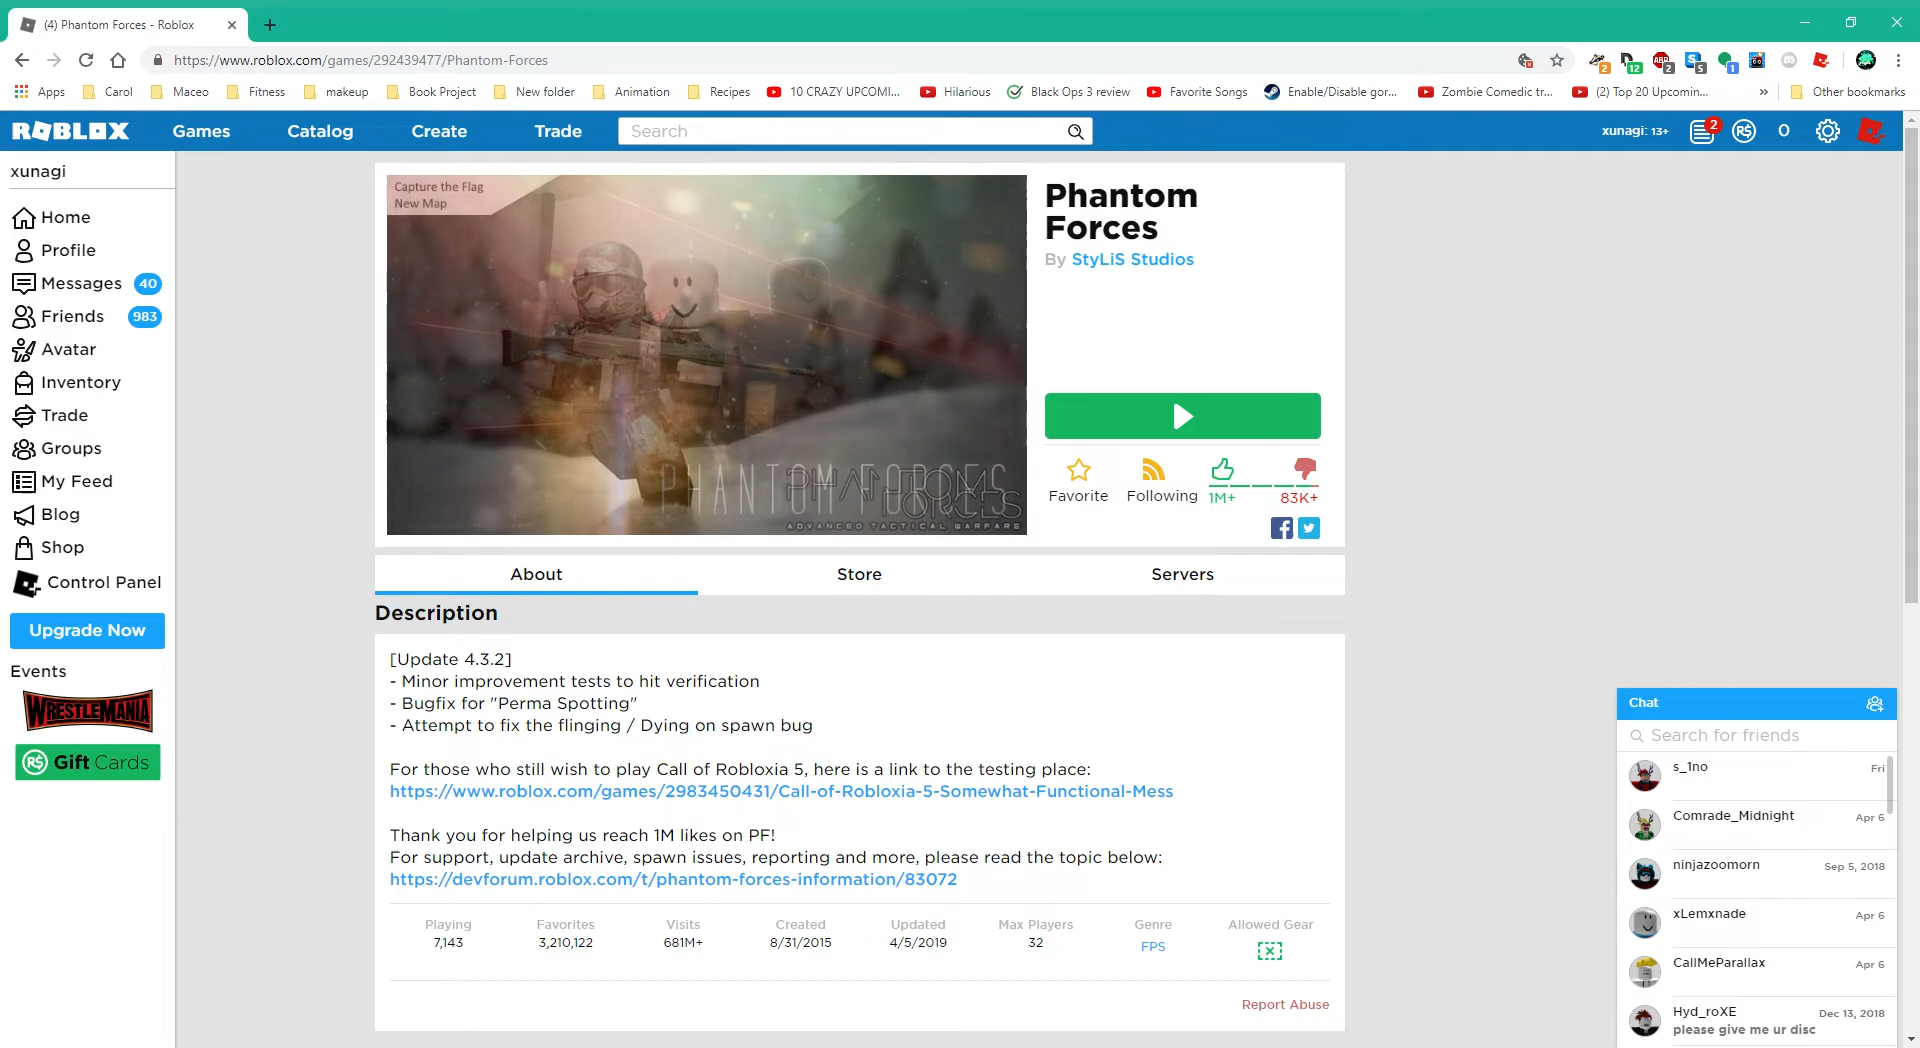 (4) Phantom Forces - Roblox
https://www.roblox.com/games/292439477/Phantom-Forces
2 12 ABP 2 S 5 1
Apps Carol Maceo Fitness makeup Book Project New folder Animation Recipes 10 CRAZY UPCOMI... Hilarious Black Ops 3 review Favorite Songs Enable/Disable gor... Zombie Comedic tr... (2) Top 20 Upcomin... » Other bookmarks
ROBLOX Games Catalog Create Trade Search xunagi: 13+ 2 R$ 0
xunagi
Home
Profile
Messages 40
Friends 983
Avatar
Inventory
Trade
Groups
My Feed
Blog
Shop
Control Panel
Upgrade Now
Events
WRESTLEMANIA
R$ Gift Cards
Capture the Flag
New Map
PHANTOM FORCES
PHANTOM
FORCES
ADVANCED TACTICAL WARFARE
Phantom
Forces
By StyLiS Studios
Favorite Following 1M+ 83K+
About Store Servers
Description
[Update 4.3.2]
- Minor improvement tests to hit verification
- Bugfix for "Perma Spotting"
- Attempt to fix the flinging / Dying on spawn bug
For those who still wish to play Call of Robloxia 5, here is a link to the testing place:
https://www.roblox.com/games/2983450431/Call-of-Robloxia-5-Somewhat-Functional-Mess
Thank you for helping us reach 1M likes on PF!
For support, update archive, spawn issues, reporting and more, please read the topic below:
https://devforum.roblox.com/t/phantom-forces-information/83072
Playing Favorites Visits Created Updated Max Players Genre Allowed Gear
7,143 3,210,122 681M+ 8/31/2015 4/5/2019 32 FPS
Report Abuse
Chat
Search for friends
s_1no Fri
Comrade_Midnight Apr 6
ninjazoomorn Sep 5, 2018
xLemxnade Apr 6
CallMeParallax Apr 6
Hyd_roXE Dec 13, 2018
please give me ur disc